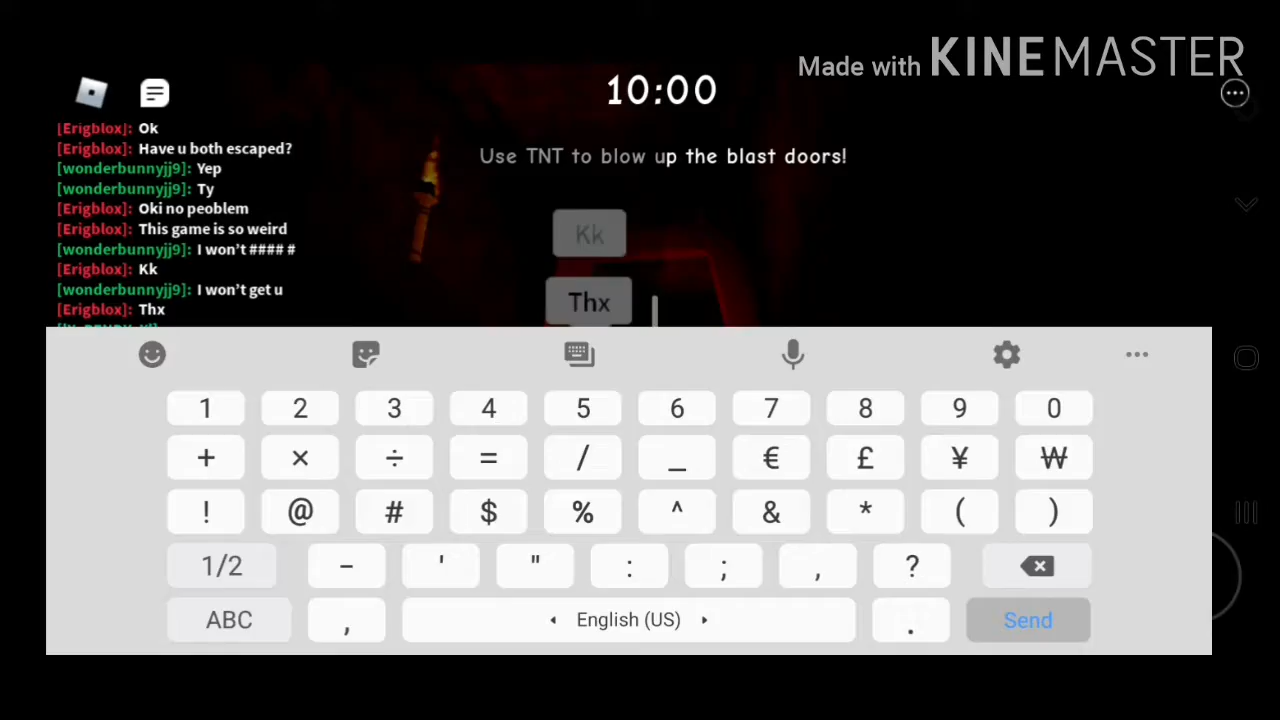 Made with KINEMASTER
10:00
Use TNT to blow up the blast doors!
[Erigblox]: Ok
[Erigblox]: Have u both escaped?
[wonderbunnyjj9]: Yep
[wonderbunnyjj9]: Ty
[Erigblox]: Oki no peoblem
[Erigblox]: This game is so weird
[wonderbunnyjj9]: I won't #### #
[Erigblox]: Kk
[wonderbunnyjj9]: I won't get u
[Erigblox]: Thx
Kk
Thx
1 2 3 4 5 6 7 8 9 0
+ × ÷ = / _ € £ ¥ ₩
! @ # $ % ^ & * ( )
1/2 - ' " : ; , ?
ABC , English (US) . Send